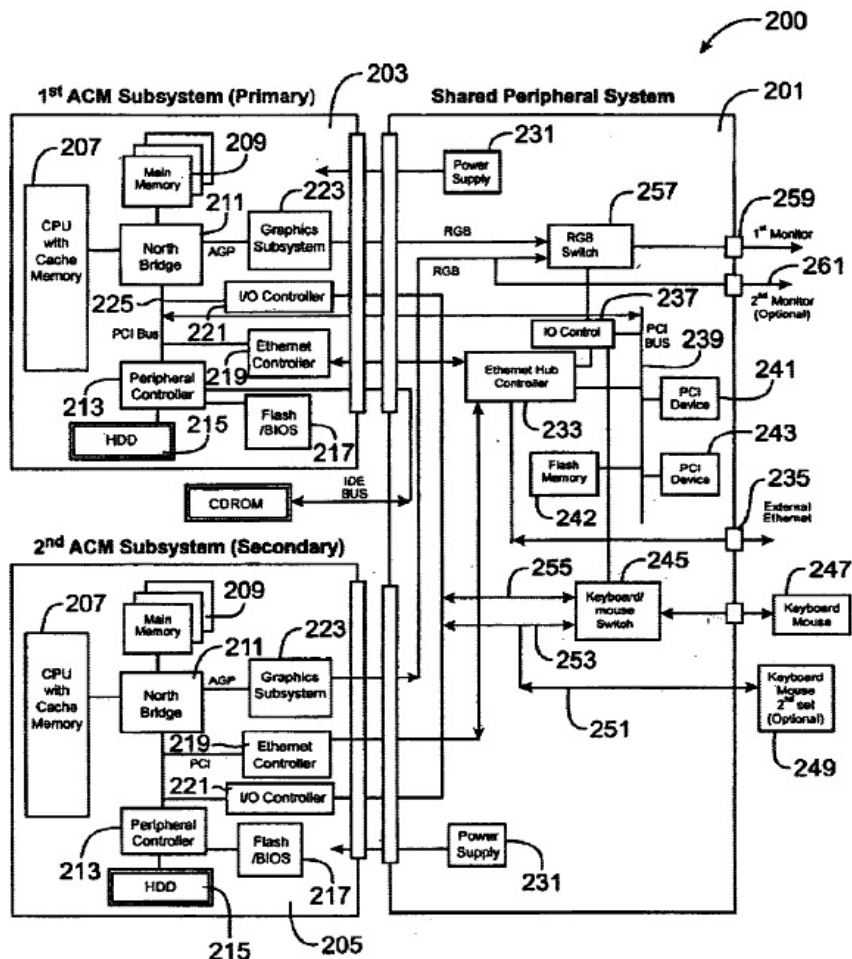 200
1st ACM Subsystem (Primary)
203
Shared Peripheral System
201
207
209
Main
Memory
231
Power
Supply
211
223
257
259
CPU
with
Cache
Memory
North
Bridge
AGP
Graphics
Subsystem
RGB
RGB
Switch
1st Monitor
RGB
261
2nd Monitor
(Optional)
225
I/O Controller
221
237
IO Control
PCI
BUS
239
PCI Bus
219
Ethernet
Controller
Ethernet Hub
Controller
241
PCI
Device
213
Peripheral
Controller
Flash
/BIOS
217
233
243
HDD
215
Flash
Memory
242
PCI
Device
235
IDE
BUS
CDROM
External
Ethernet
2nd ACM Subsystem (Secondary)
207
209
Main
Memory
255
245
Keyboard/
mouse
Switch
247
Keyboard
Mouse
211
223
253
CPU
with
Cache
Memory
North
Bridge
AGP
Graphics
Subsystem
251
Keyboard
Mouse
2nd set
(Optional)
249
219
Ethernet
Controller
PCI
221
I/O Controller
213
Peripheral
Controller
Flash
/BIOS
217
Power
Supply
231
HDD
215
205